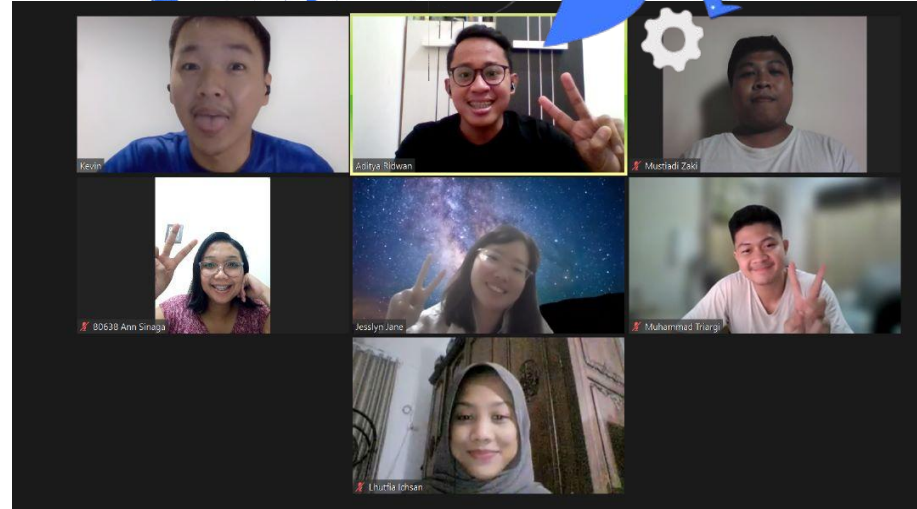 Kevin
Aditya Ridwan
Mustiadi Zaki
80638 Ann Sinaga
Jesslyn Jane
Muhammad Triargi
Lhutfia Ichsan